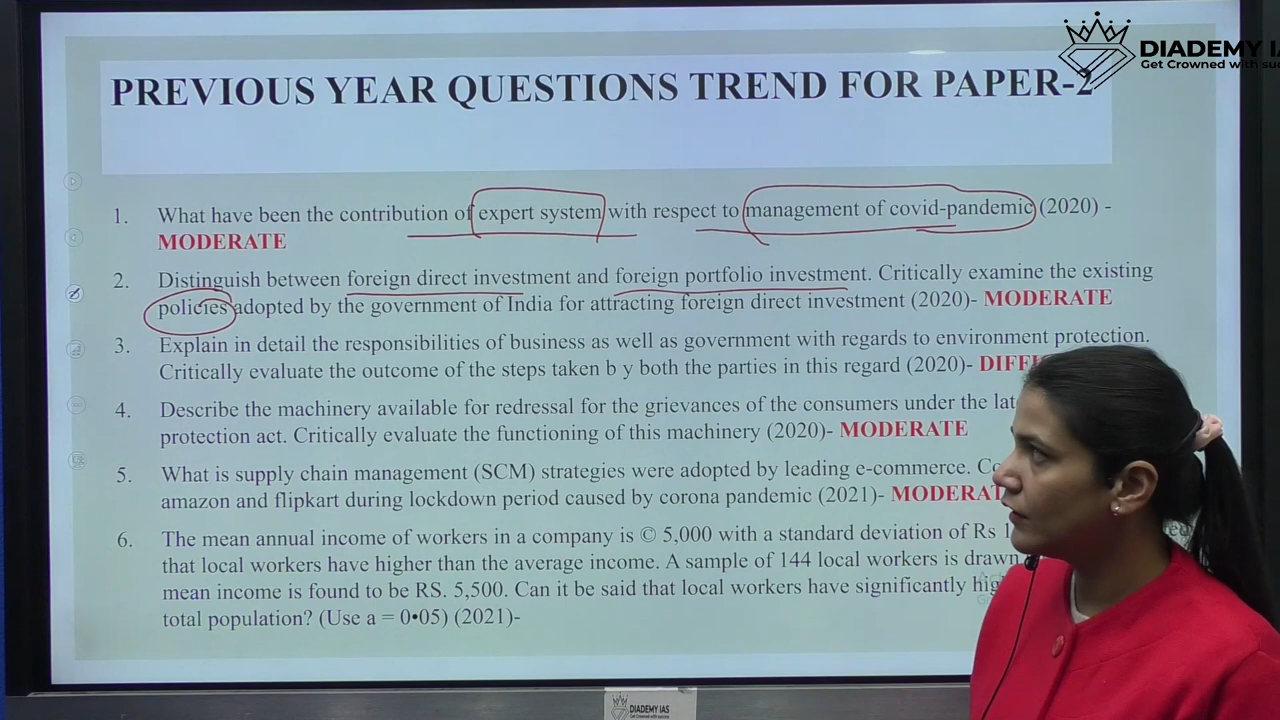 DIADEMY IAS
Get Crowned with suc
PREVIOUS YEAR QUESTIONS TREND FOR PAPER-2
1. What have been the contribution of expert system with respect to management of covid-pandemic (2020) -
MODERATE
2. Distinguish between foreign direct investment and foreign portfolio investment. Critically examine the existing
policies adopted by the government of India for attracting foreign direct investment (2020)- MODERATE
3. Explain in detail the responsibilities of business as well as government with regards to environment protection.
Critically evaluate the outcome of the steps taken b y both the parties in this regard (2020)-
4. Describe the machinery available for redressal for the grievances of the consumers under the
protection act. Critically evaluate the functioning of this machinery (2020)- MODERATE
5. What is supply chain management (SCM) strategies were adopted by leading e-commerce.
amazon and flipkart during lockdown period caused by corona pandemic (2021)-
6. The mean annual income of workers in a company is © 5,000 with a standard deviation of Rs
that local workers have higher than the average income. A sample of 144 local workers is drawn
mean income is found to be RS. 5,500. Can it be said that local workers have significantly
total population? (Use a = 0•05) (2021)-
DIADEMY IAS
Get Crowned with success